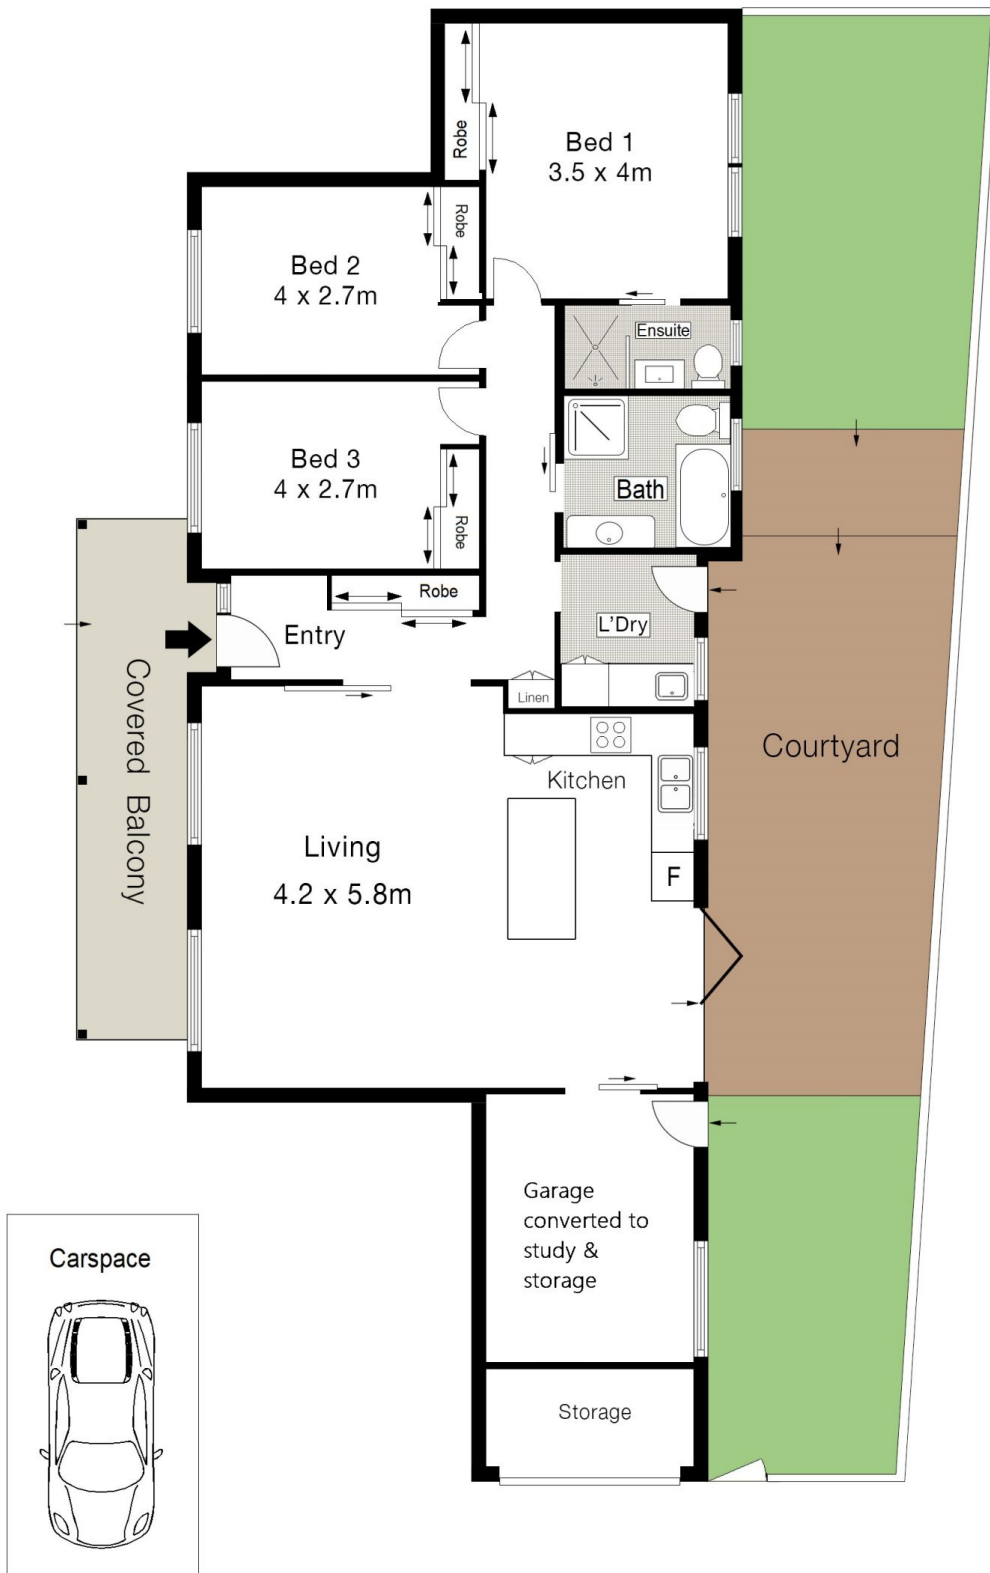 Robe
Bed 1
3.5 x 4m
Robe
Bed 2
4 x 2.7m
Ensuite
Bed 3
4 x 2.7m
Robe
Bath
Robe
Entry
L'Dry
Linen
Covered Balcony
Kitchen
Courtyard
Living
4.2 x 5.8m
F
Garage
converted to
study &
storage
Carspace
Storage